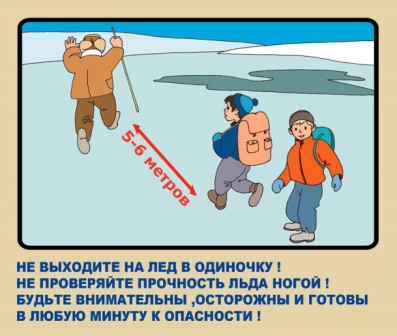 5-6 метров
НЕ ВЫХОДИТЕ НА ЛЕД В ОДИНОЧКУ !
НЕ ПРОВЕРЯЙТЕ ПРОЧНОСТЬ ЛЬДА НОГОЙ !
БУДЬТЕ ВНИМАТЕЛЬНЫ ,ОСТОРОЖНЫ И ГОТОВЫ
В ЛЮБУЮ МИНУТУ К ОПАСНОСТИ !